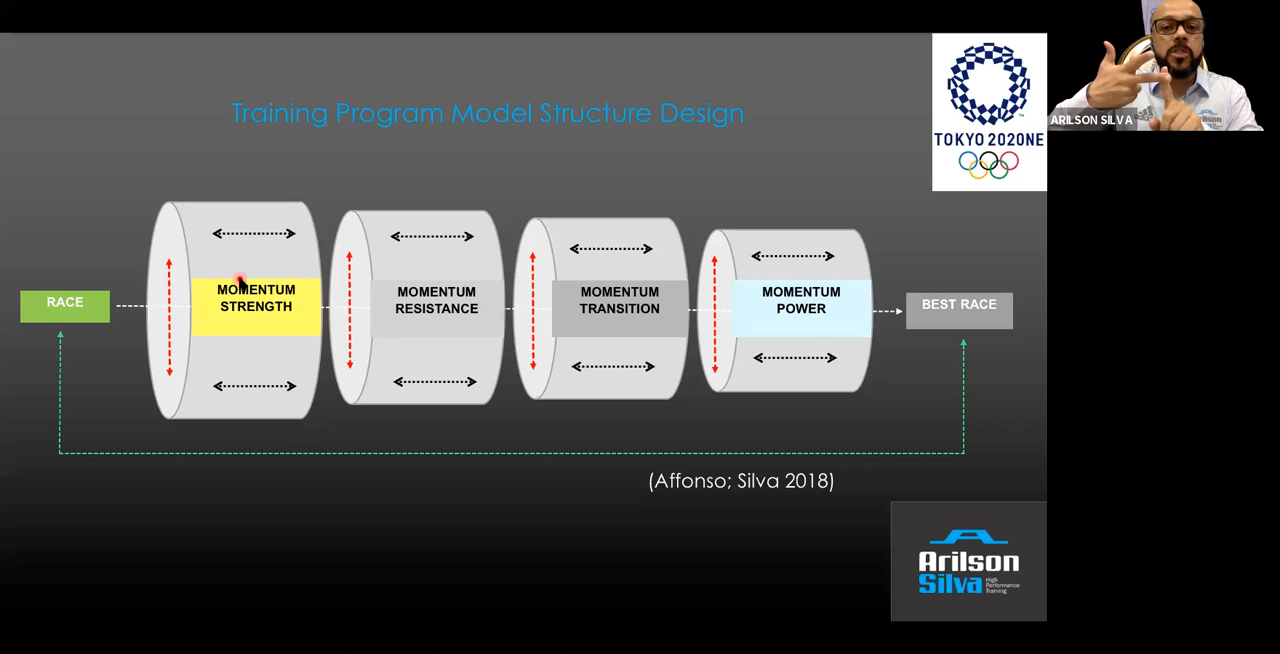 Training Program Model Structure Design
TOKYO 2020NE
ARILSON SILVA
RACE
MOMENTUM
STRENGTH
MOMENTUM
RESISTANCE
MOMENTUM
TRANSITION
MOMENTUM
POWER
BEST RACE
(Affonso; Silva 2018)
Arilson
Silva
High
Performance
Training